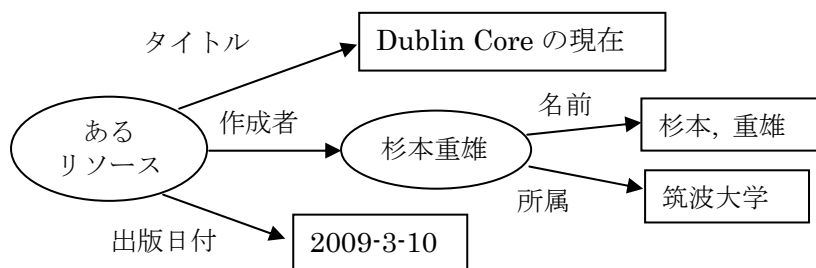 タイトル
Dublin Core の現在
ある
リソース
作成者
杉本重雄
名前
杉本, 重雄
所属
筑波大学
出版日付
2009-3-10